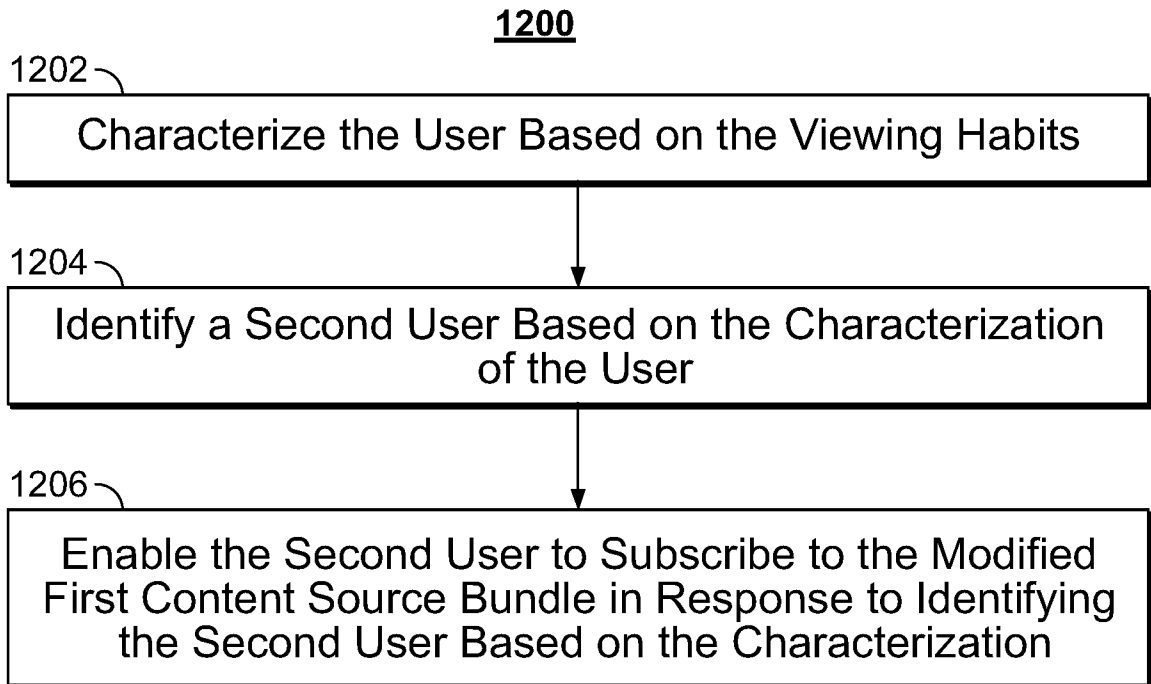 1200
1202
Characterize the User Based on the Viewing Habits
1204
Identify a Second User Based on the Characterization
of the User
1206
Enable the Second User to Subscribe to the Modified
First Content Source Bundle in Response to Identifying
the Second User Based on the Characterization